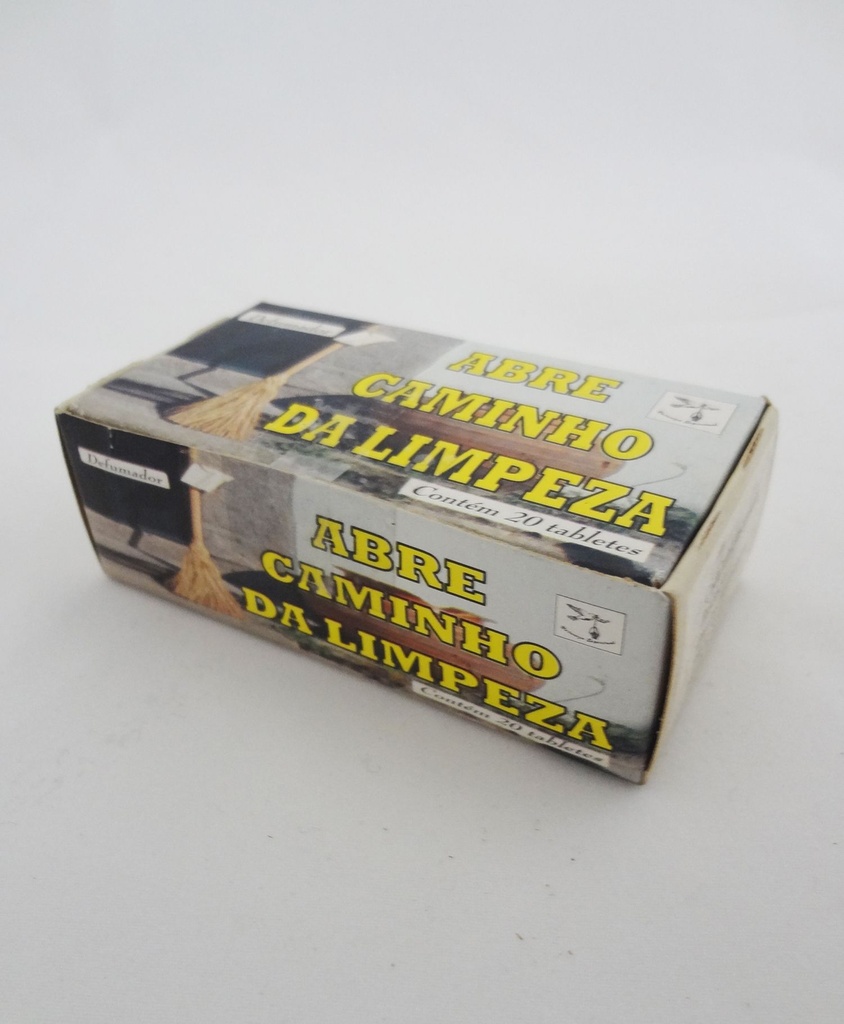 Defumador
ABRE
CAMINHO
DA LIMPEZA
Contém 20 tabletes
Defumador
ABRE
CAMINHO
DA LIMPEZA
Contém 20 tabletes